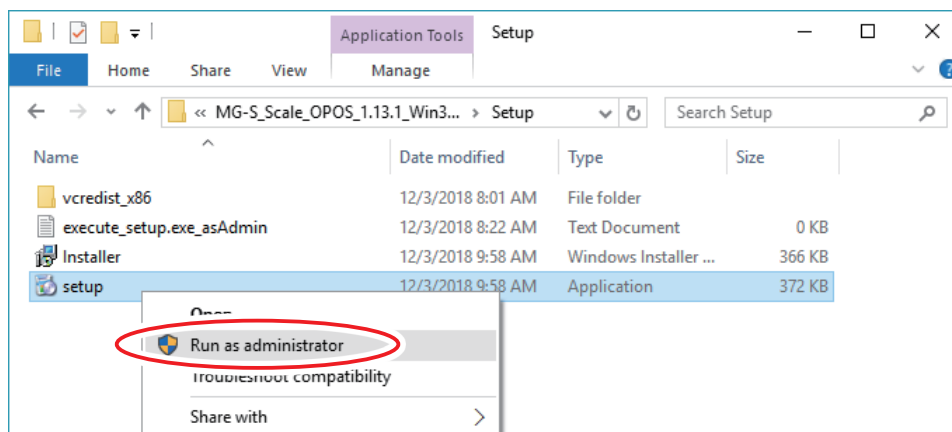 Application Tools Setup
File Home Share View Manage
« MG-S_Scale_OPOS_1.13.1_Win3... > Setup Search Setup
Name Date modified Type Size
vcredist_x86 12/3/2018 8:01 AM File folder
execute_setup.exe_asAdmin 12/3/2018 8:22 AM Text Document 0 KB
Installer 12/3/2018 9:58 AM Windows Installer ... 366 KB
setup 12/3/2018 9:58 AM Application 372 KB
Open
Run as administrator
Troubleshoot compatibility
Share with